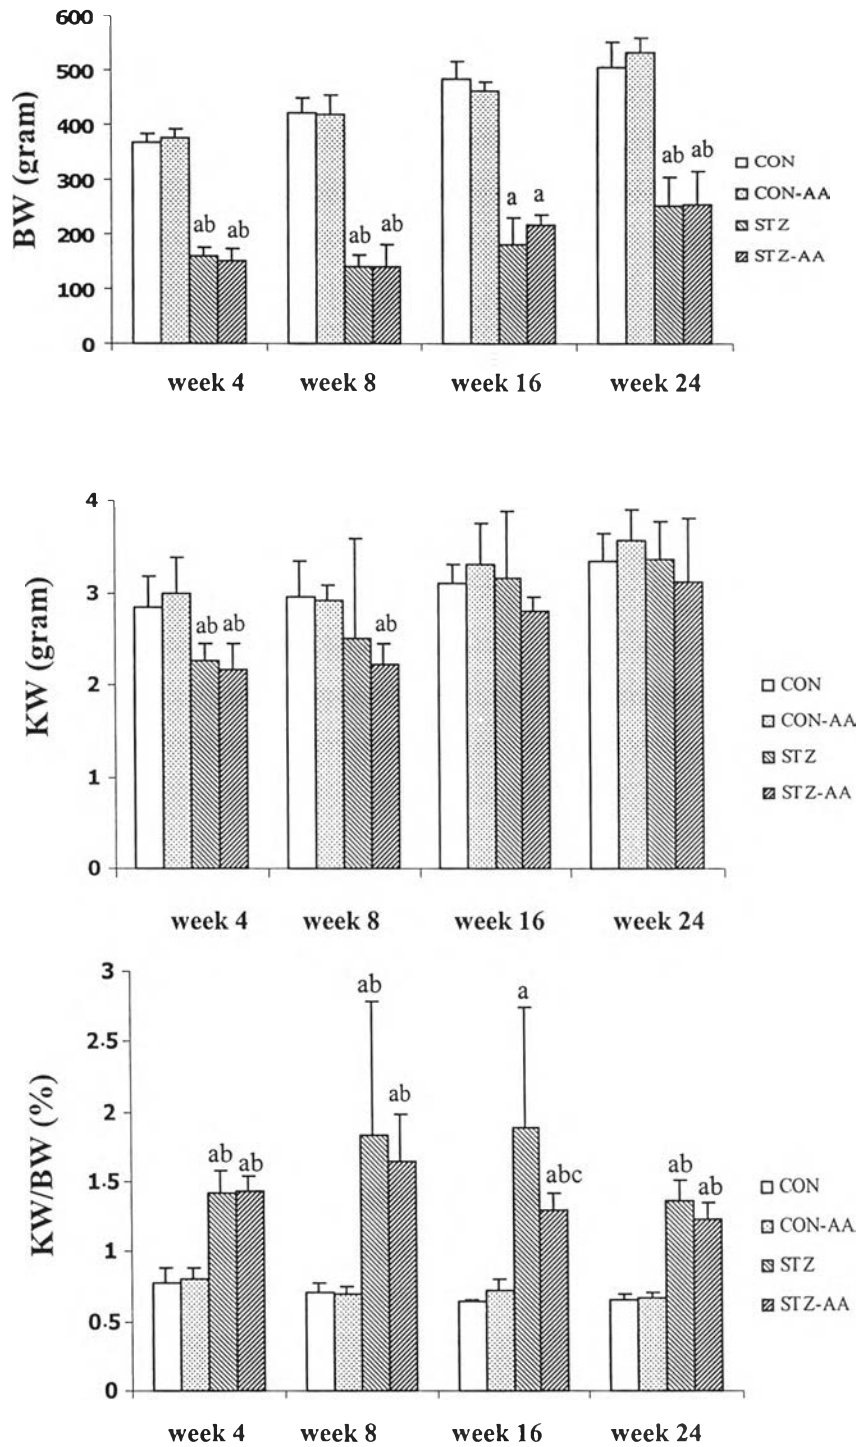 BW (gram)
600
500
400
300
200
100
0
ab ab
ab ab
a a
ab ab
week 4 week 8 week 16 week 24
CON
CON-AA
STZ
STZ-AA
KW (gram)
4
3
2
1
0
ab ab
ab
week 4 week 8 week 16 week 24
CON
CON-AA
STZ
STZ-AA
KW/BW (%)
3
2.5
2
1.5
1
0.5
0
ab ab
ab ab
a abc
ab ab
week 4 week 8 week 16 week 24
CON
CON-AA
STZ
STZ-AA